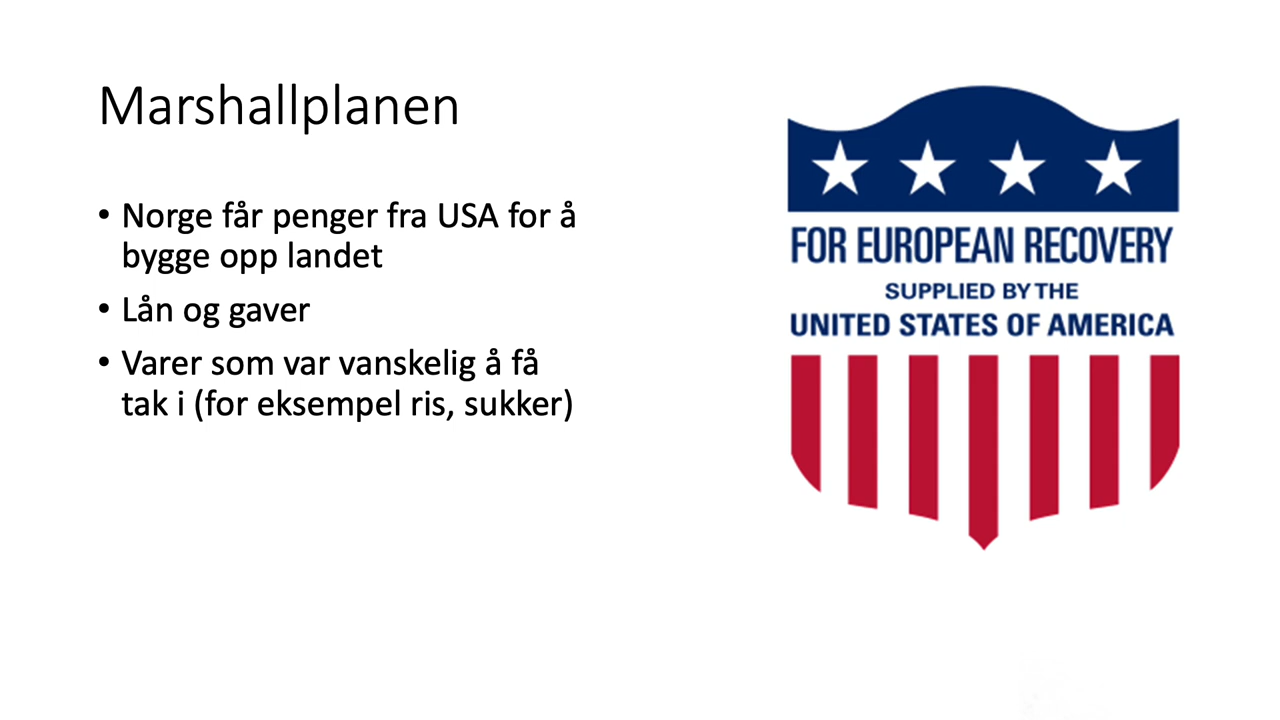 Marshallplanen
• Norge får penger fra USA for å
bygge opp landet
• Lån og gaver
• Varer som var vanskelig å få
tak i (for eksempel ris, sukker)
FOR EUROPEAN RECOVERY
SUPPLIED BY THE
UNITED STATES OF AMERICA